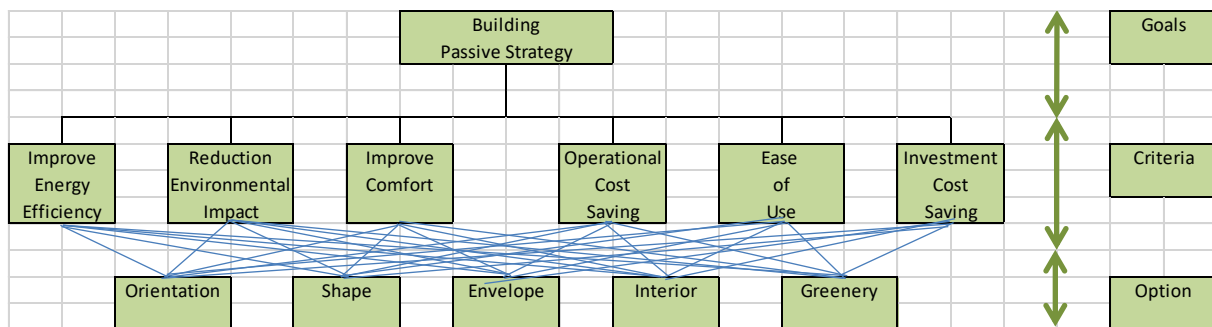 Building
Passive Strategy
Goals
Improve
Energy
Efficiency
Reduction
Environmental
Impact
Improve
Comfort
Operational
Cost
Saving
Ease
of
Use
Investment
Cost
Saving
Criteria
Orientation
Shape
Envelope
Interior
Greenery
Option